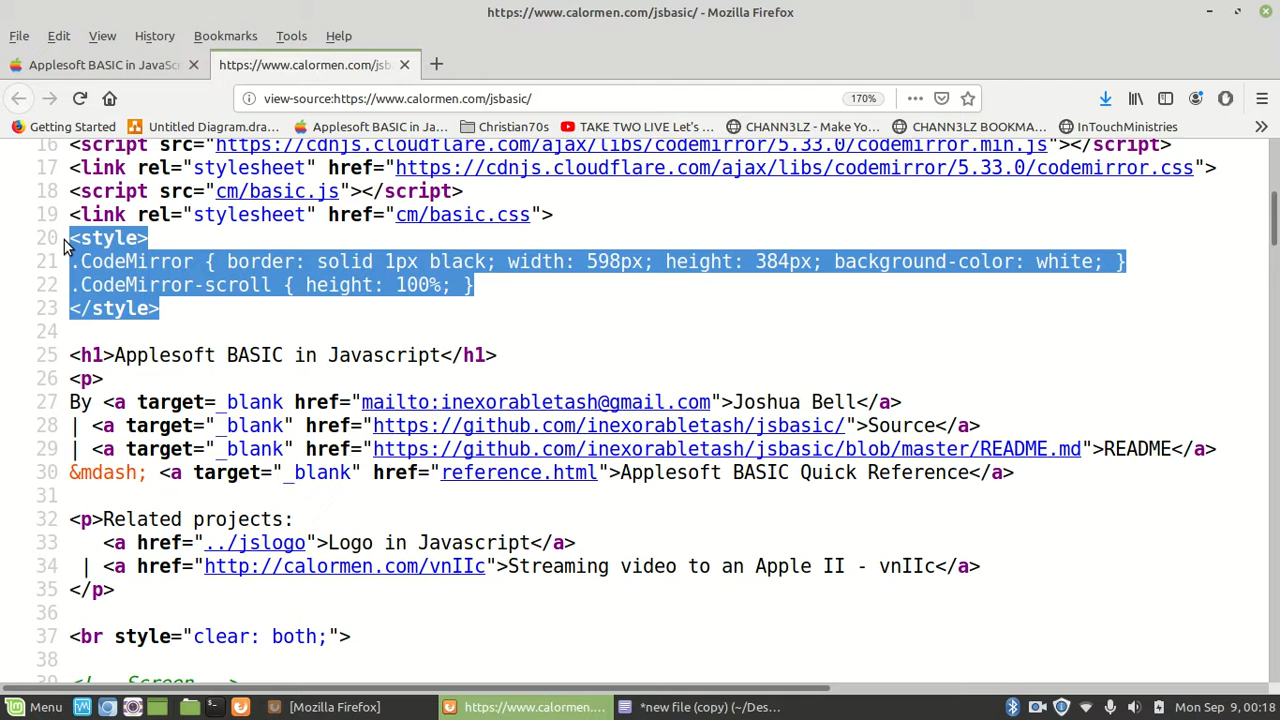 https://www.calormen.com/jsbasic/ - Mozilla Firefox
File Edit View History Bookmarks Tools Help
Applesoft BASIC in JavaScr
https://www.calormen.com/jsb
view-source:https://www.calormen.com/jsbasic/
170%
Getting Started
Untitled Diagram.dra...
Applesoft BASIC in Ja...
Christian70s
TAKE TWO LIVE Let's ...
CHANN3LZ - Make You...
CHANN3LZ BOOKMA...
InTouchMinistries
16 <script src="https://cdnjs.cloudflare.com/ajax/libs/codemirror/5.33.0/codemirror.min.js"></script>
17 <link rel="stylesheet" href="https://cdnjs.cloudflare.com/ajax/libs/codemirror/5.33.0/codemirror.css">
18 <script src="cm/basic.js"></script>
19 <link rel="stylesheet" href="cm/basic.css">
20 <style>
21 .CodeMirror { border: solid 1px black; width: 598px; height: 384px; background-color: white; }
22 .CodeMirror-scroll { height: 100%; }
23 </style>
24
25 <h1>Applesoft BASIC in Javascript</h1>
26 <p>
27 By <a target=_blank href="mailto:inexorabletash@gmail.com">Joshua Bell</a>
28 | <a target="_blank" href="https://github.com/inexorabletash/jsbasic/">Source</a>
29 | <a target="_blank" href="https://github.com/inexorabletash/jsbasic/blob/master/README.md">README</a>
30 &mdash; <a target="_blank" href="reference.html">Applesoft BASIC Quick Reference</a>
31
32 <p>Related projects:
33 <a href="../jslogo">Logo in Javascript</a>
34 | <a href="http://calormen.com/vnIIc">Streaming video to an Apple II - vnIIc</a>
35 </p>
36
37 <br style="clear: both;">
38
39 <!-- Screen -->
Menu
[Mozilla Firefox]
https://www.calormen....
*new file (copy) (~/Des...
Mon Sep 9, 00:18